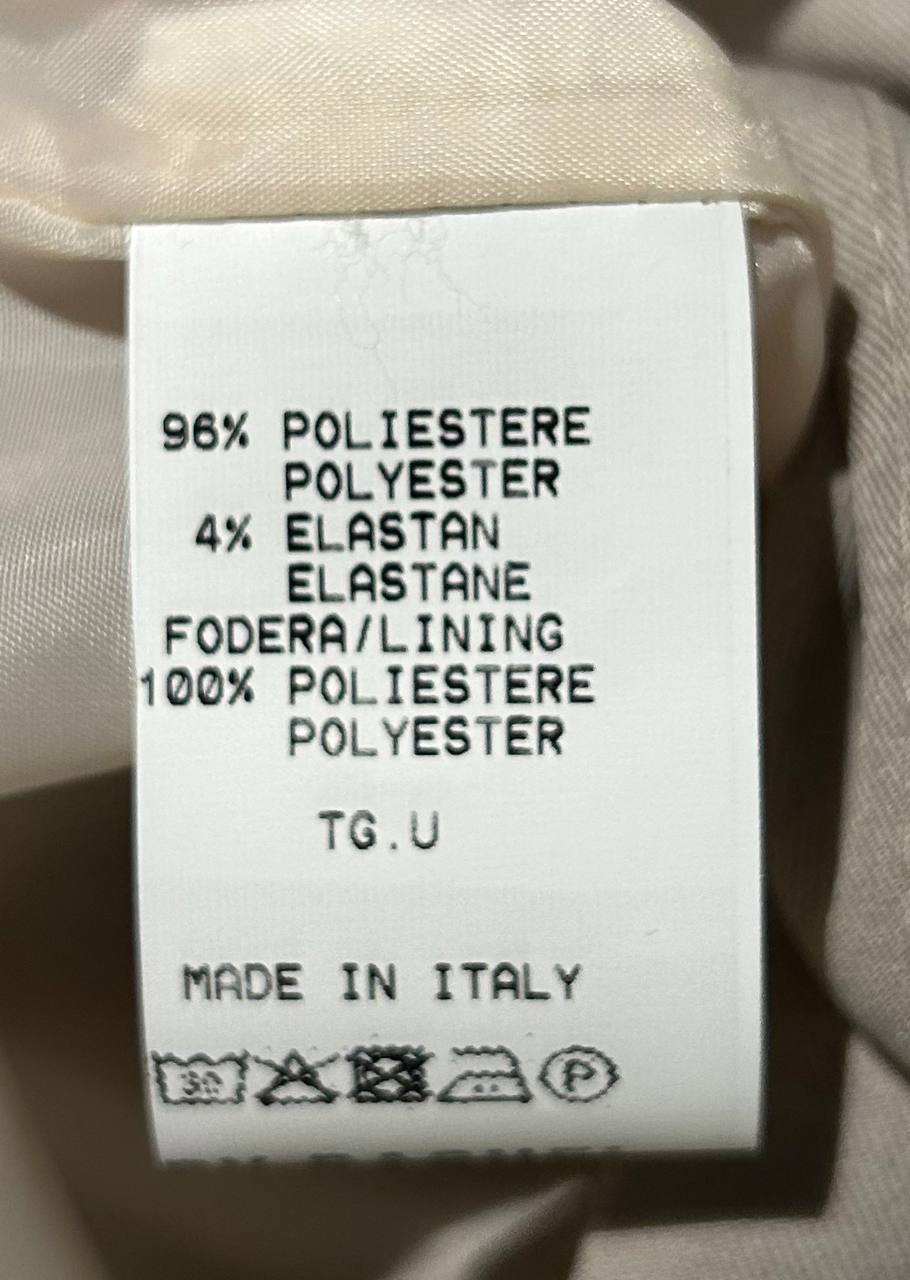 96% POLIESTERE
POLYESTER
4% ELASTAN
ELASTANE
FODERA/LINING
100% POLIESTERE
POLYESTER
TG.U
MADE IN ITALY
30
P